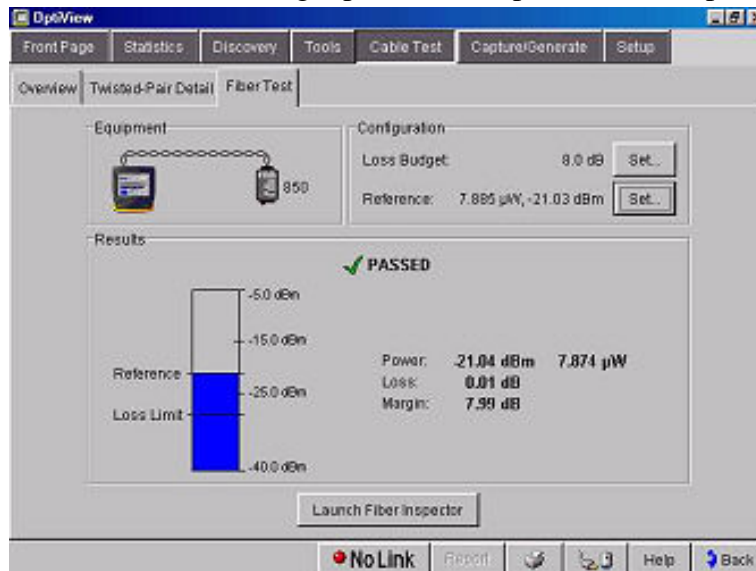 OptiView
Front Page Statistics Discovery Tools Cable Test Capture/Generate Setup
Overview Twisted-Pair Detail Fiber Test
Equipment
850
Configuration
Loss Budget: 8.0 dB Set...
Reference: 7.885 µW, -21.03 dBm Set...
Results
PASSED
-5.0 dBm
-15.0 dBm
Reference
-25.0 dBm
Loss Limit
-40.0 dBm
Power: -21.04 dBm 7.874 µW
Loss: 0.01 dB
Margin: 7.99 dB
Launch Fiber Inspector
No Link Report Help Back